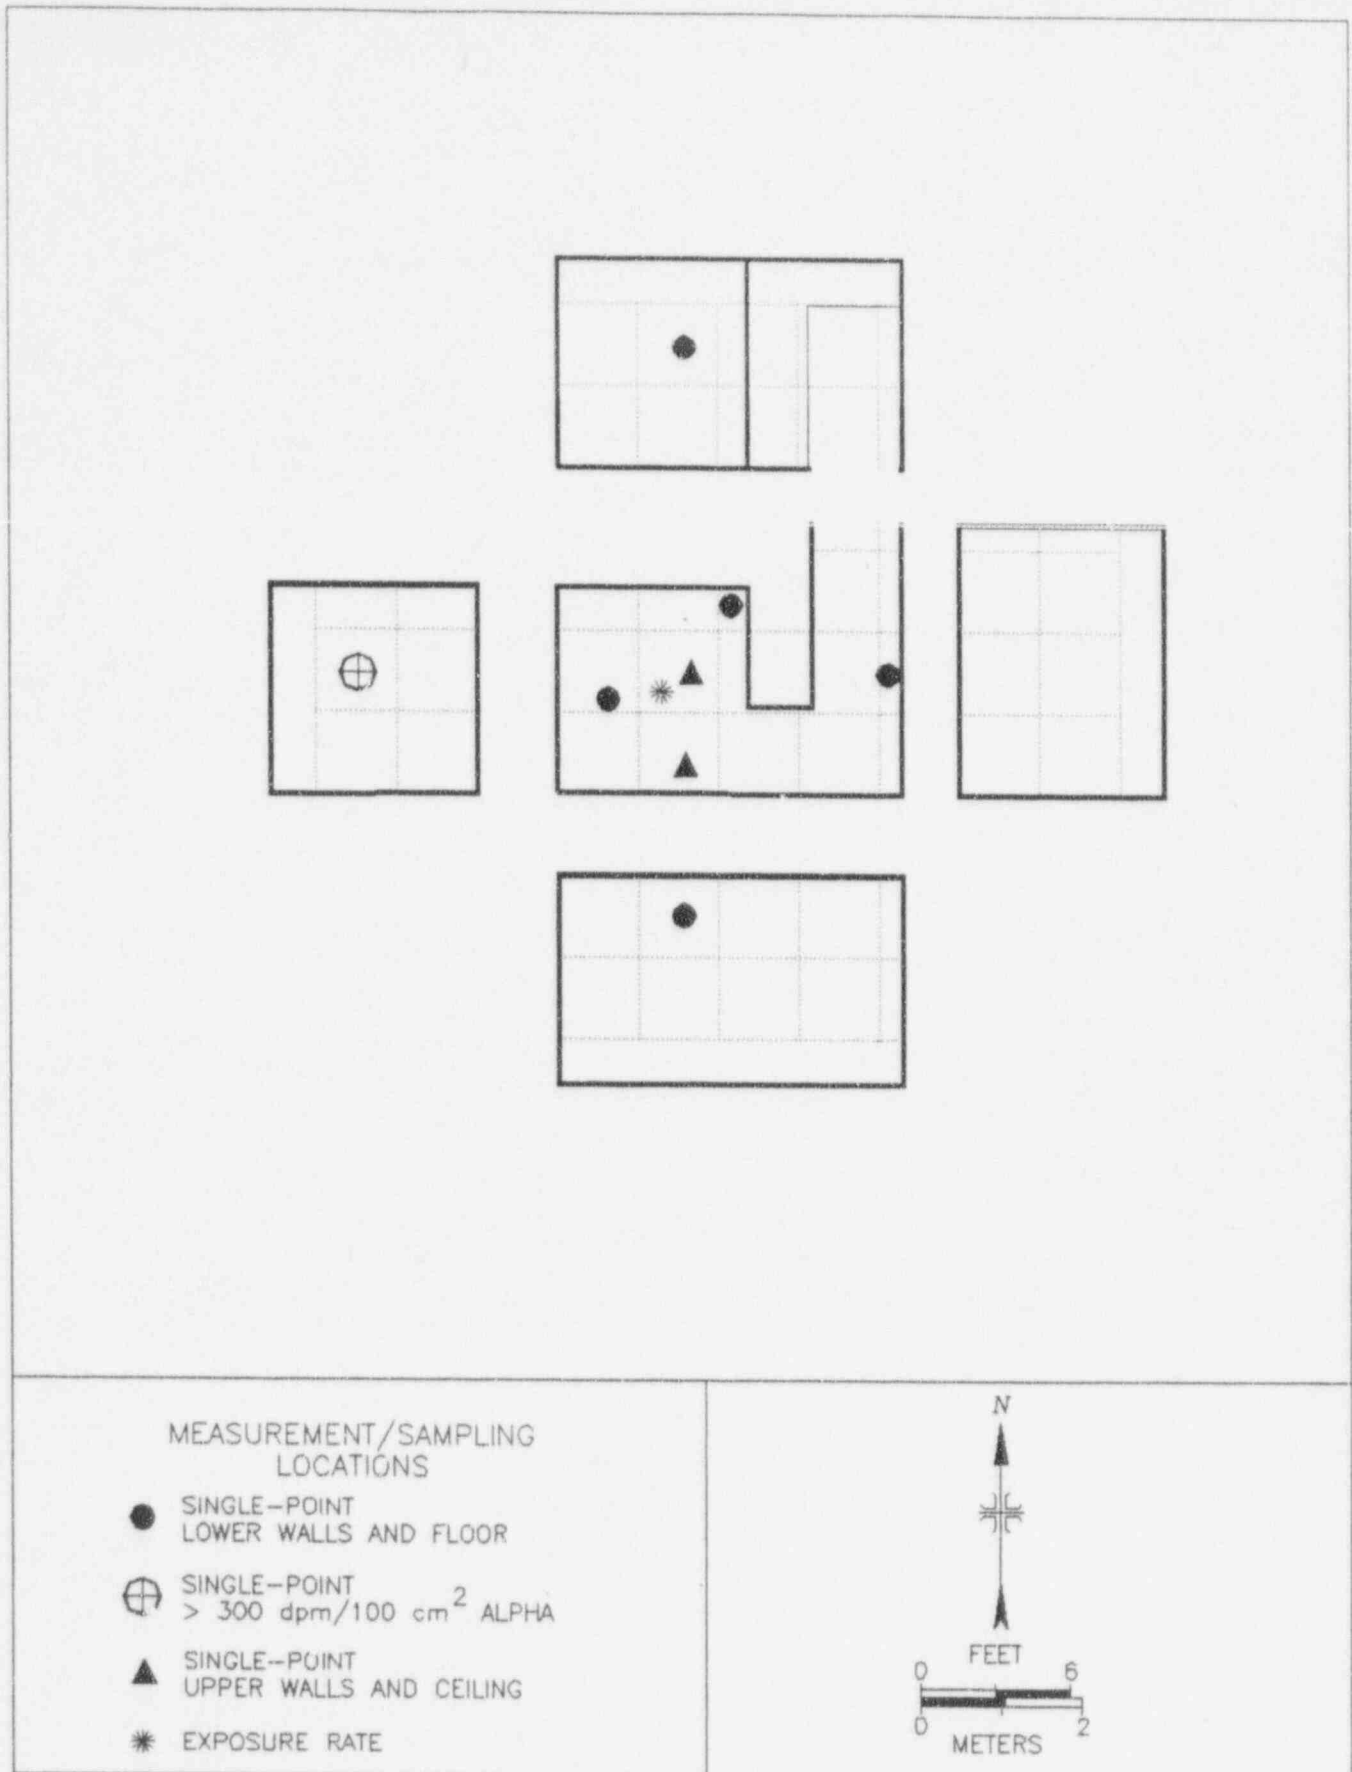 MEASUREMENT/SAMPLING
LOCATIONS
SINGLE-POINT
LOWER WALLS AND FLOOR
SINGLE-POINT
> 300 dpm/100 cm² ALPHA
SINGLE-POINT
UPPER WALLS AND CEILING
EXPOSURE RATE
N
FEET
0 6
0 2
METERS